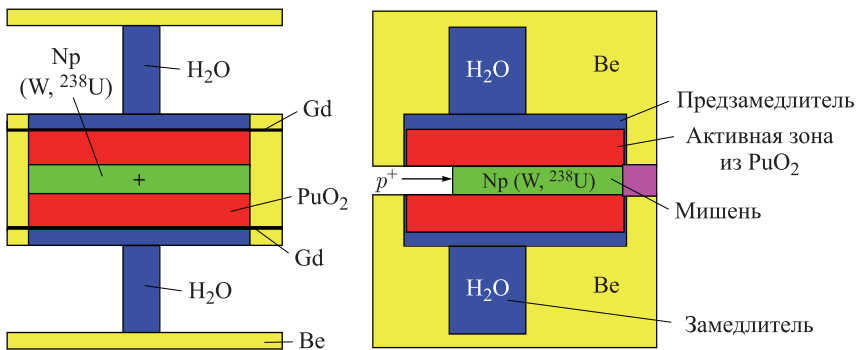 Np
(W, ²³⁸U)
H₂O
Gd
+
PuO₂
Gd
H₂O
Be
H₂O
Be
Предзамедлитель
Активная зона
из PuO₂
p⁺
Np (W, ²³⁸U)
Мишень
H₂O
Be
Замедлитель